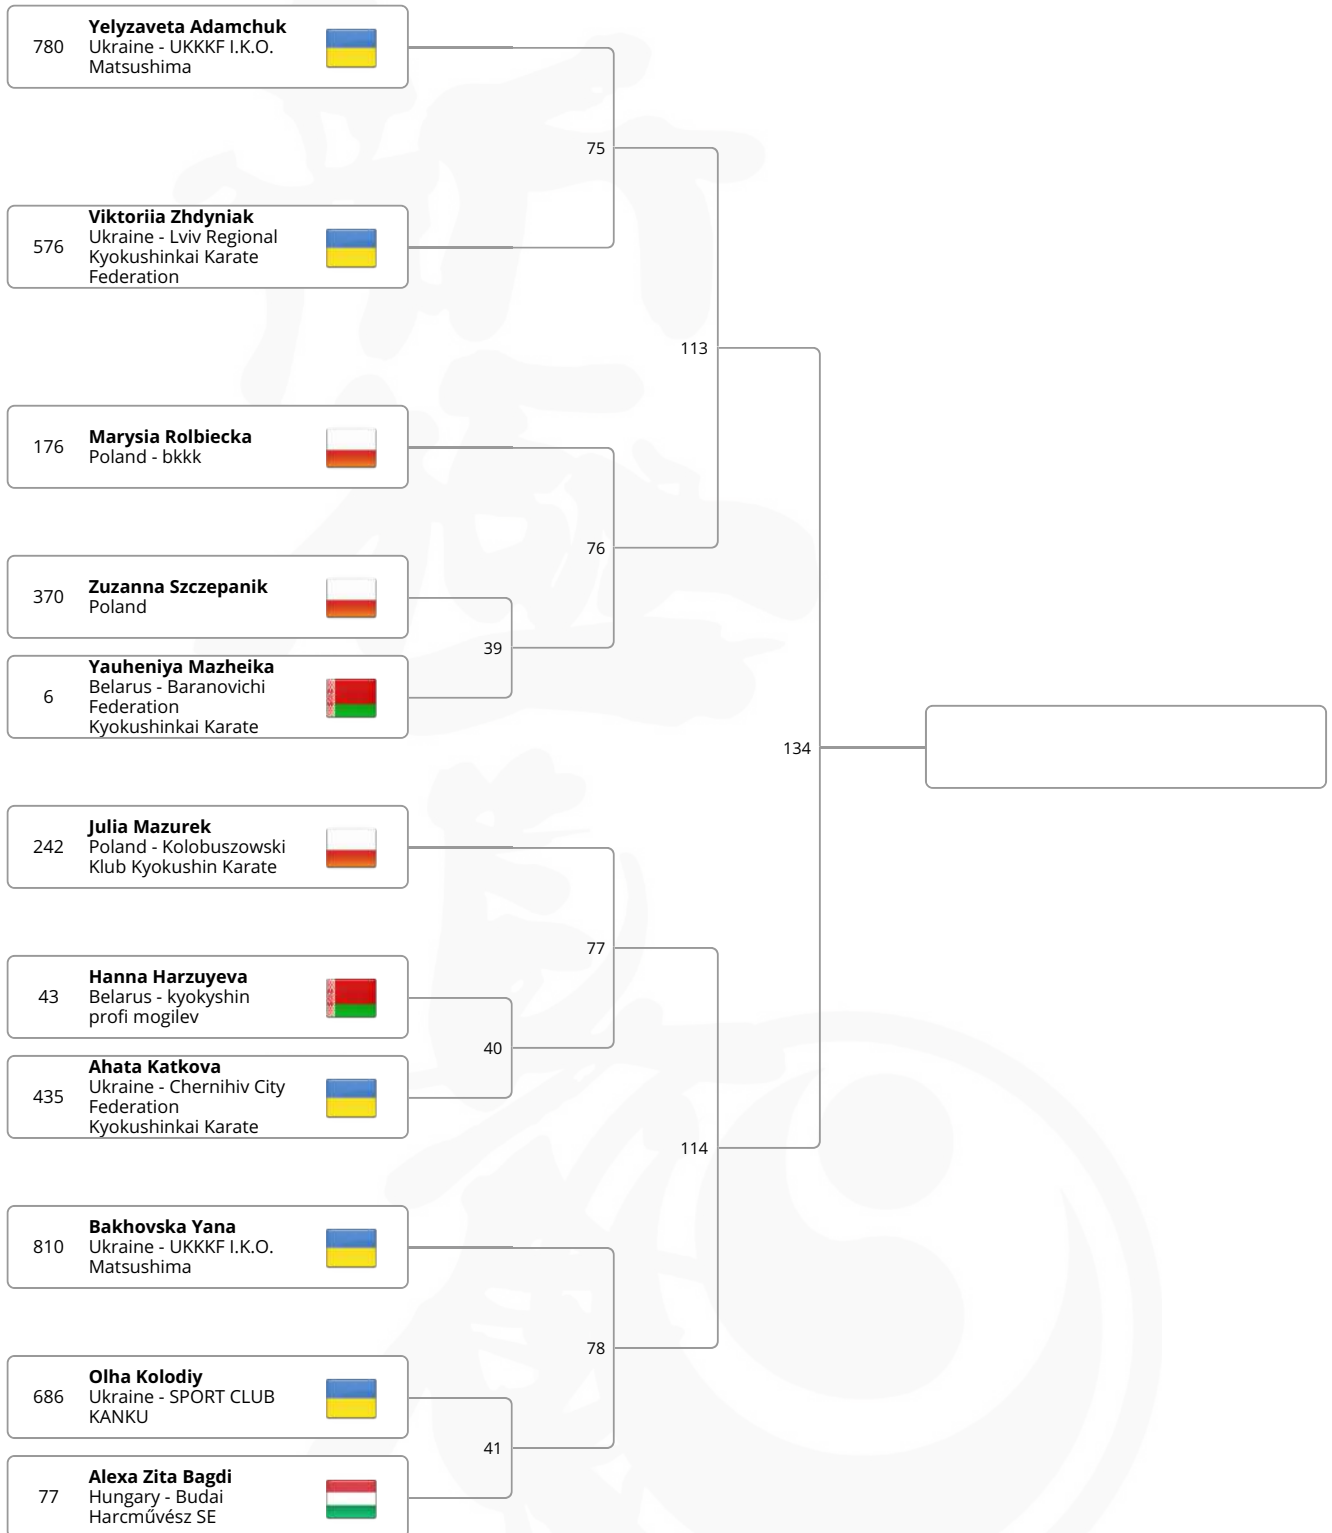 780
Yelyzaveta Adamchuk
Ukraine - UKKKF I.K.O.
Matsushima
75
576
Viktoriia Zhdyniak
Ukraine - Lviv Regional
Kyokushinkai Karate
Federation
113
176
Marysia Rolbiecka
Poland - bkkk
76
370
Zuzanna Szczepanik
Poland
39
6
Yauheniya Mazheika
Belarus - Baranovichi
Federation
Kyokushinkai Karate
134
242
Julia Mazurek
Poland - Kolobuszowski
Klub Kyokushin Karate
77
43
Hanna Harzuyeva
Belarus - kyokyshin
profi mogilev
40
435
Ahata Katkova
Ukraine - Chernihiv City
Federation
Kyokushinkai Karate
114
810
Bakhovska Yana
Ukraine - UKKKF I.K.O.
Matsushima
78
686
Olha Kolodiy
Ukraine - SPORT CLUB
KANKU
41
77
Alexa Zita Bagdi
Hungary - Budai
Harcművész SE